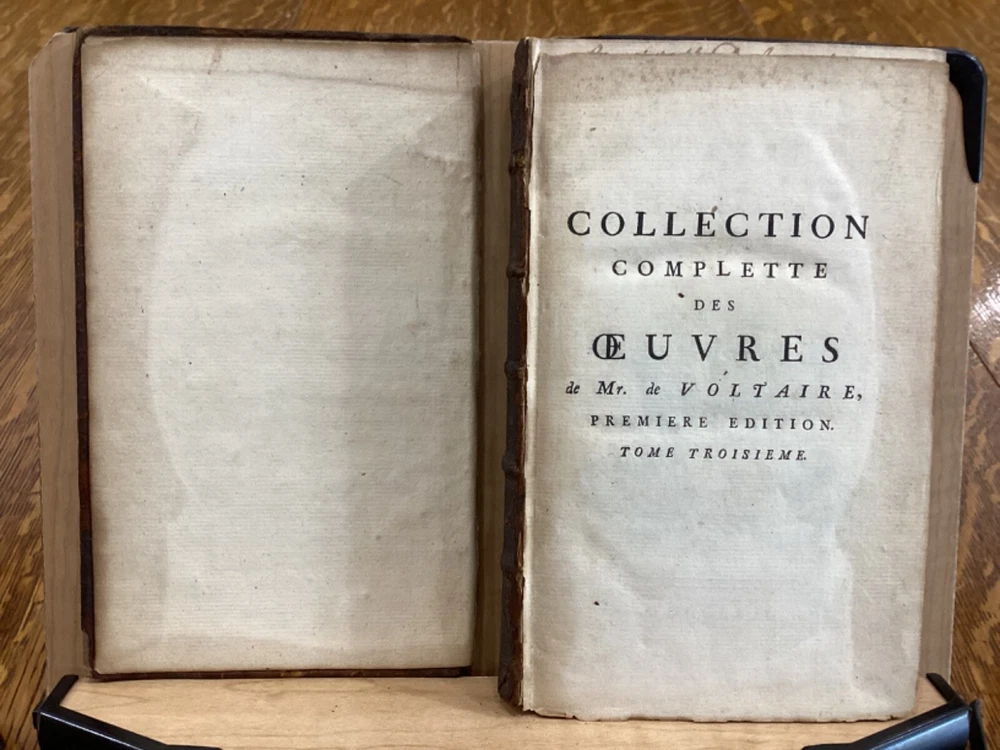 COLLECTION
COMPLETTE
DES
ŒUVRES
de Mr. de VOLTAIRE,
PREMIERE EDITION.
TOME TROISIEME.